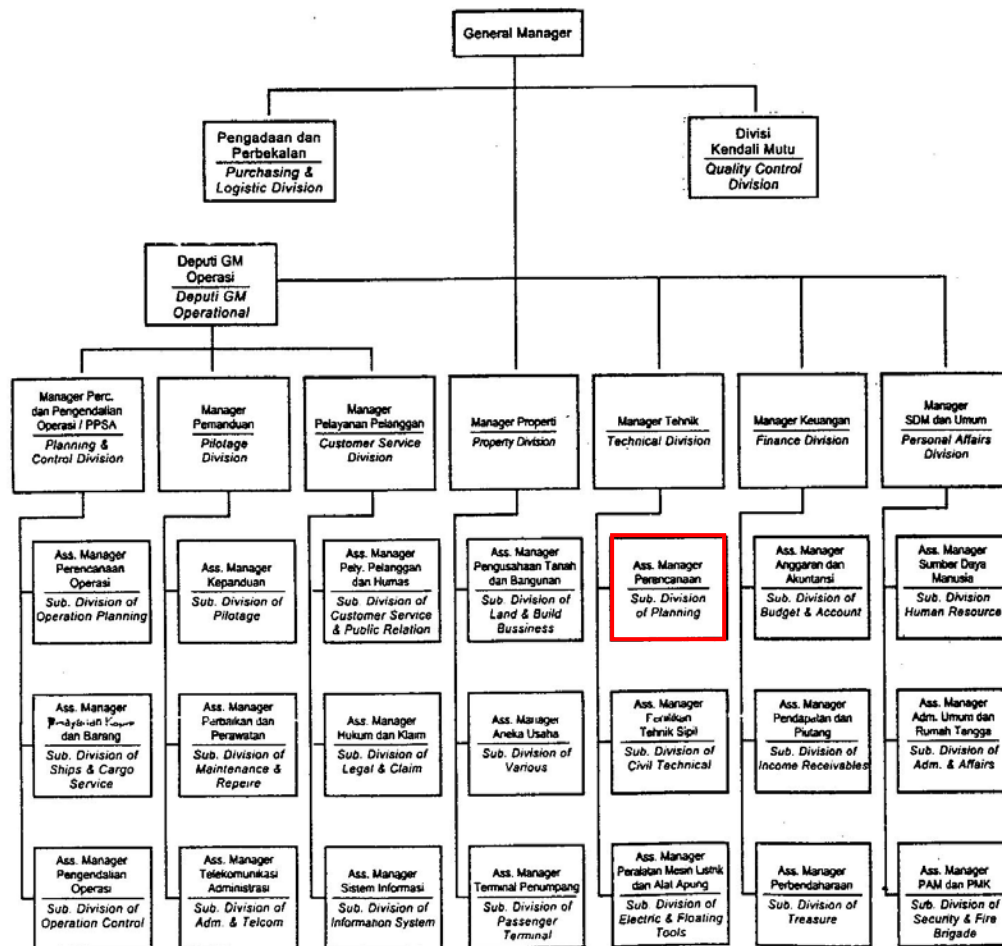 General Manager
Pengadaan dan
Perbekalan
Purchasing &
Logistic Division
Divisi
Kendali Mutu
Quality Control
Division
Deputi GM
Operasi
Deputi GM
Operational
Manager Perc.
dan Pengendalian
Operasi / PPSA
Planning &
Control Division
Manager
Pemanduan
Pilotage
Division
Manager
Pelayanan Pelanggan
Customer Service
Division
Manager Properti
Property Division
Manager Tehnik
Technical Division
Manager Keuangan
Finance Division
Manager
SDM dan Umum
Personal Affairs
Division
Ass. Manager
Perencanaan
Operasi
Sub. Division of
Operation Planning
Ass. Manager
Kepanduan
Sub. Division of
Pilotage
Ass. Manager
Pely. Pelanggan
dan Humas
Sub. Division of
Customer Service
& Public Relation
Ass. Manager
Pengusahaan Tanah
dan Bangunan
Sub. Division of
Land & Build
Bussiness
Ass. Manager
Perencanaan
Sub. Division
of Planning
Ass. Manager
Anggaran dan
Akuntansi
Sub. Division of
Budget & Account
Ass. Manager
Sumber Daya
Manusia
Sub. Division
Human Resource
Ass. Manager
dan Barang
Sub. Division of
Ships & Cargo
Service
Ass. Manager
Perbaikan dan
Perawatan
Sub. Division of
Maintenance &
Repeire
Ass. Manager
Hukum dan Klaim
Sub. Division of
Legal & Claim
Ass. Manager
Aneka Usaha
Sub. Division of
Various
Ass. Manager
Tehnik Sipil
Sub. Division of
Civil Technical
Ass. Manager
Pendapatan dan
Piutang
Sub. Division of
Income Receivables
Ass. Manager
Adm. Umum dan
Rumah Tangga
Sub. Division of
Adm. & Affairs
Ass. Manager
Pengendalian
Operasi
Sub. Division of
Operation Control
Ass. Manager
Telekomunikasi
Administrasi
Sub. Division of
Adm. & Telcom
Ass. Manager
Sistem Informasi
Sub. Division of
Information System
Ass. Manager
Terminal Penumpang
Sub. Division of
Passenger
Terminal
Ass. Manager
Peralatan Mesin Listrik
dan Alat Apung
Sub. Division of
Electric & Floating
Tools
Ass. Manager
Perbendaharaan
Sub. Division of
Treasure
Ass. Manager
PAM dan PMK
Sub. Division of
Security & Fire
Brigade